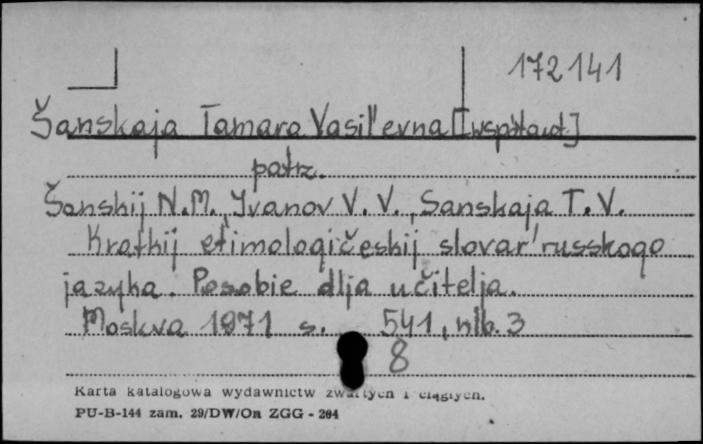 172141
Šanskaja Tamara Vasil'evna [współaut.]
patrz.
Šanskij N.M., Ivanov V.V., Sanskaja T.V.
Kratkij etimologičeskij slovar' russkogo
jazyka. Posobie dlja učitelja.
Moskva 1971 s. 541, nlb. 3
8
Karta katalogowa wydawnictw zwartych i ciągłych.
PU-B-144 zam. 29/DW/On ZGG - 204